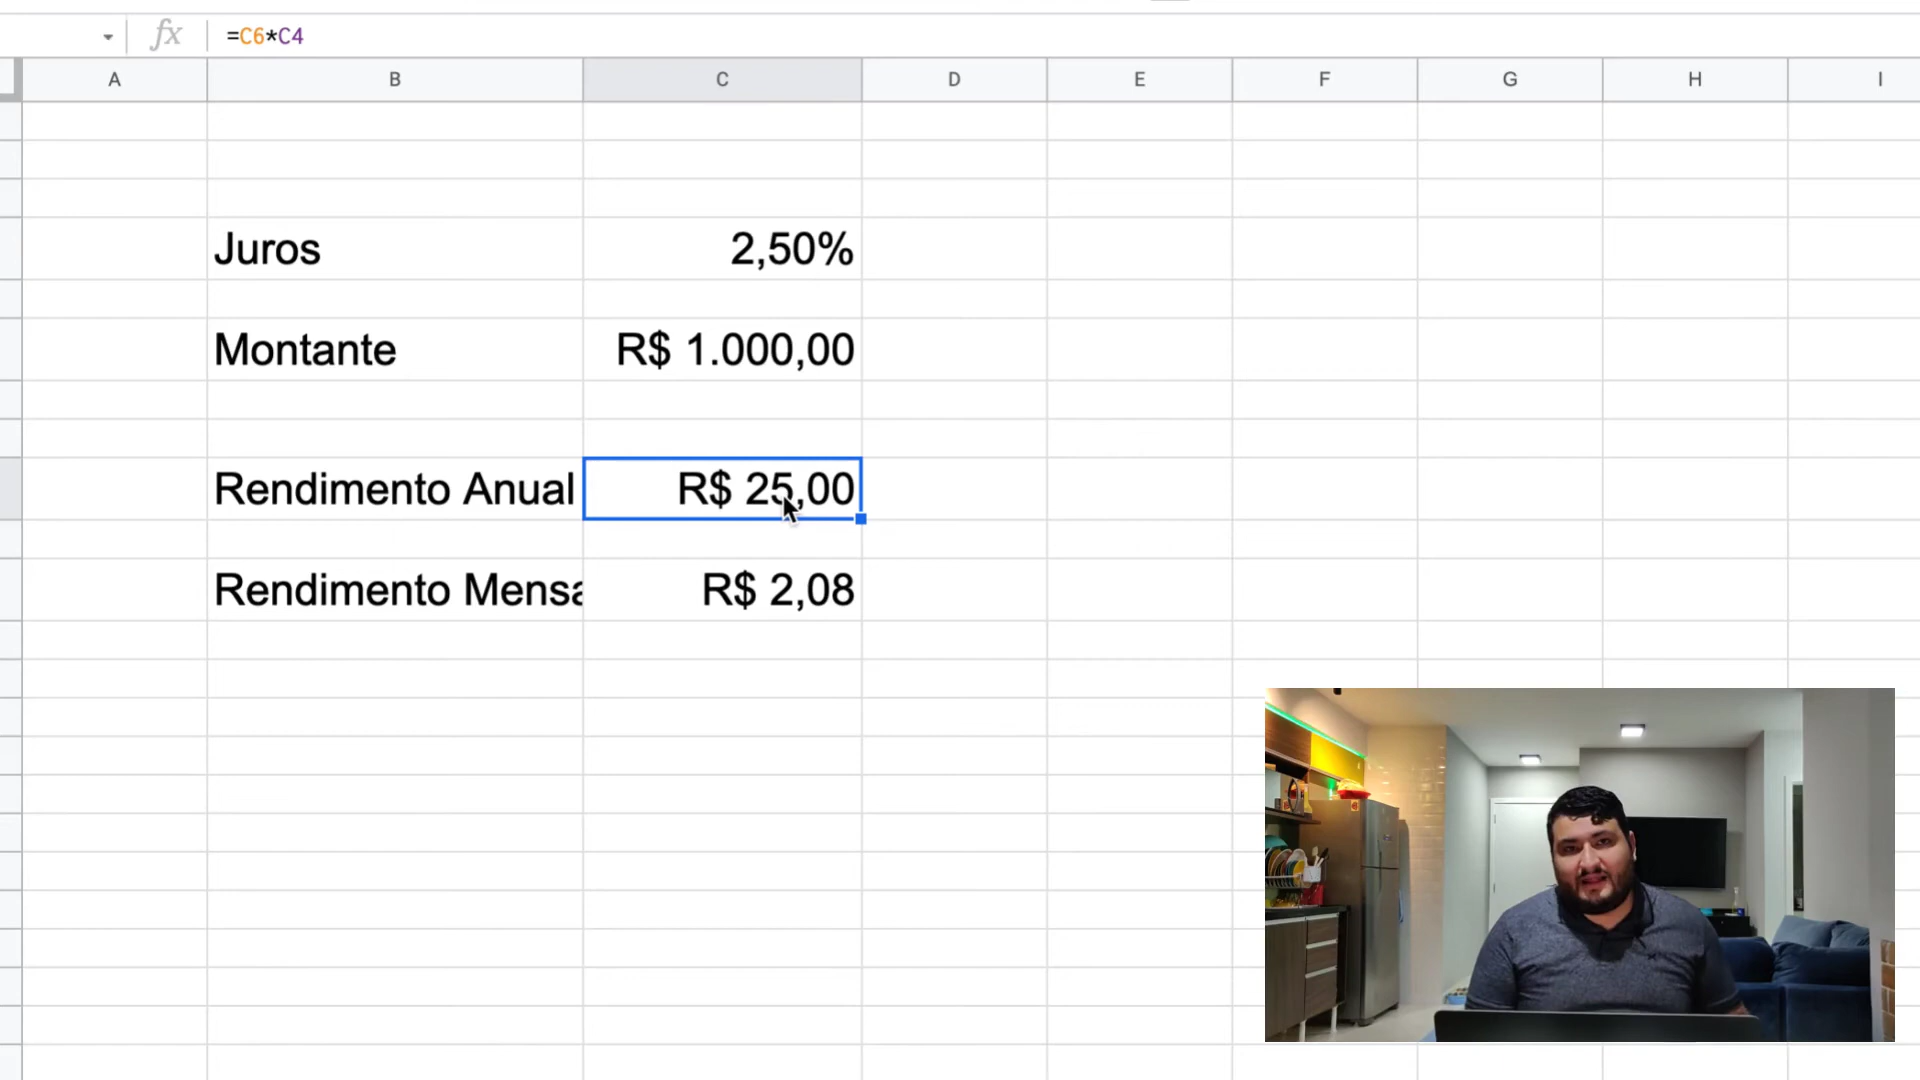 fx
=C6*C4
A B C D E F G H I
Juros 2,50%
Montante R$ 1.000,00
Rendimento Anual R$ 25,00
Rendimento Mensa R$ 2,08